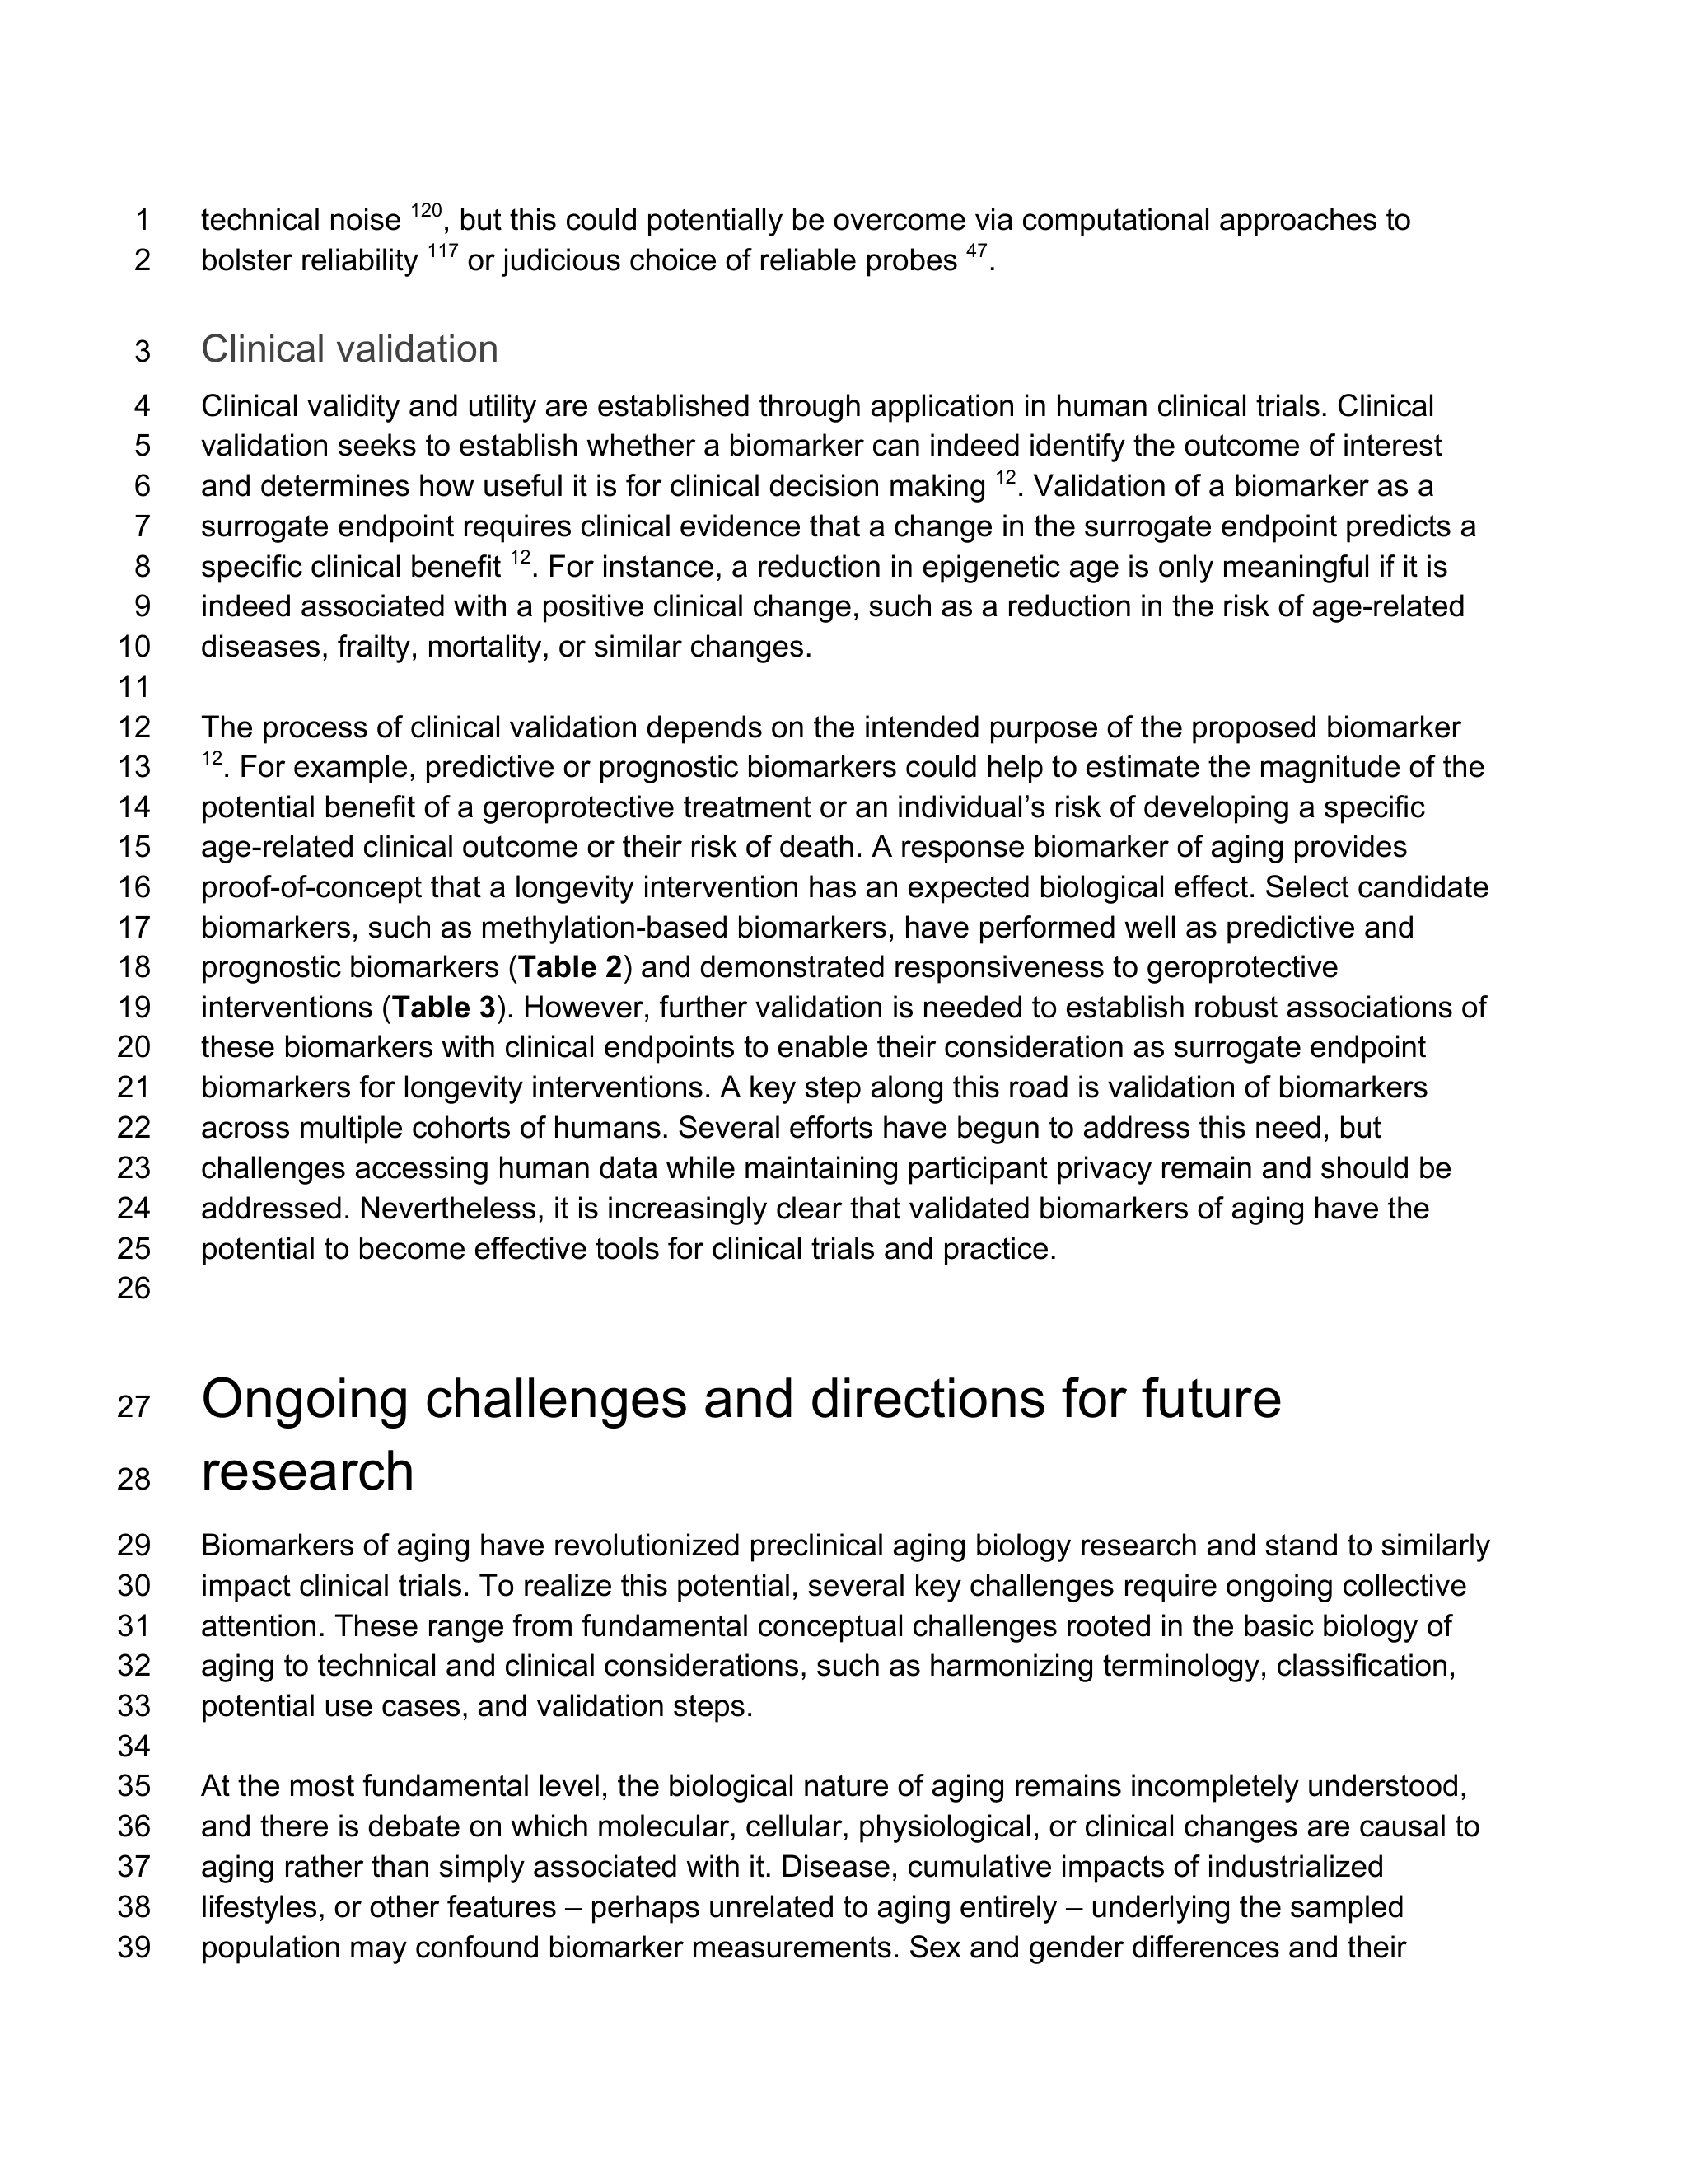 1 technical noise 120, but this could potentially be overcome via computational approaches to
2 bolster reliability 117 or judicious choice of reliable probes 47.
3 Clinical validation
4 Clinical validity and utility are established through application in human clinical trials. Clinical
5 validation seeks to establish whether a biomarker can indeed identify the outcome of interest
6 and determines how useful it is for clinical decision making 12. Validation of a biomarker as a
7 surrogate endpoint requires clinical evidence that a change in the surrogate endpoint predicts a
8 specific clinical benefit 12. For instance, a reduction in epigenetic age is only meaningful if it is
9 indeed associated with a positive clinical change, such as a reduction in the risk of age-related
10 diseases, frailty, mortality, or similar changes.
11
12 The process of clinical validation depends on the intended purpose of the proposed biomarker
13 12. For example, predictive or prognostic biomarkers could help to estimate the magnitude of the
14 potential benefit of a geroprotective treatment or an individual's risk of developing a specific
15 age-related clinical outcome or their risk of death. A response biomarker of aging provides
16 proof-of-concept that a longevity intervention has an expected biological effect. Select candidate
17 biomarkers, such as methylation-based biomarkers, have performed well as predictive and
18 prognostic biomarkers (Table 2) and demonstrated responsiveness to geroprotective
19 interventions (Table 3). However, further validation is needed to establish robust associations of
20 these biomarkers with clinical endpoints to enable their consideration as surrogate endpoint
21 biomarkers for longevity interventions. A key step along this road is validation of biomarkers
22 across multiple cohorts of humans. Several efforts have begun to address this need, but
23 challenges accessing human data while maintaining participant privacy remain and should be
24 addressed. Nevertheless, it is increasingly clear that validated biomarkers of aging have the
25 potential to become effective tools for clinical trials and practice.
26
27 Ongoing challenges and directions for future
28 research
29 Biomarkers of aging have revolutionized preclinical aging biology research and stand to similarly
30 impact clinical trials. To realize this potential, several key challenges require ongoing collective
31 attention. These range from fundamental conceptual challenges rooted in the basic biology of
32 aging to technical and clinical considerations, such as harmonizing terminology, classification,
33 potential use cases, and validation steps.
34
35 At the most fundamental level, the biological nature of aging remains incompletely understood,
36 and there is debate on which molecular, cellular, physiological, or clinical changes are causal to
37 aging rather than simply associated with it. Disease, cumulative impacts of industrialized
38 lifestyles, or other features – perhaps unrelated to aging entirely – underlying the sampled
39 population may confound biomarker measurements. Sex and gender differences and their